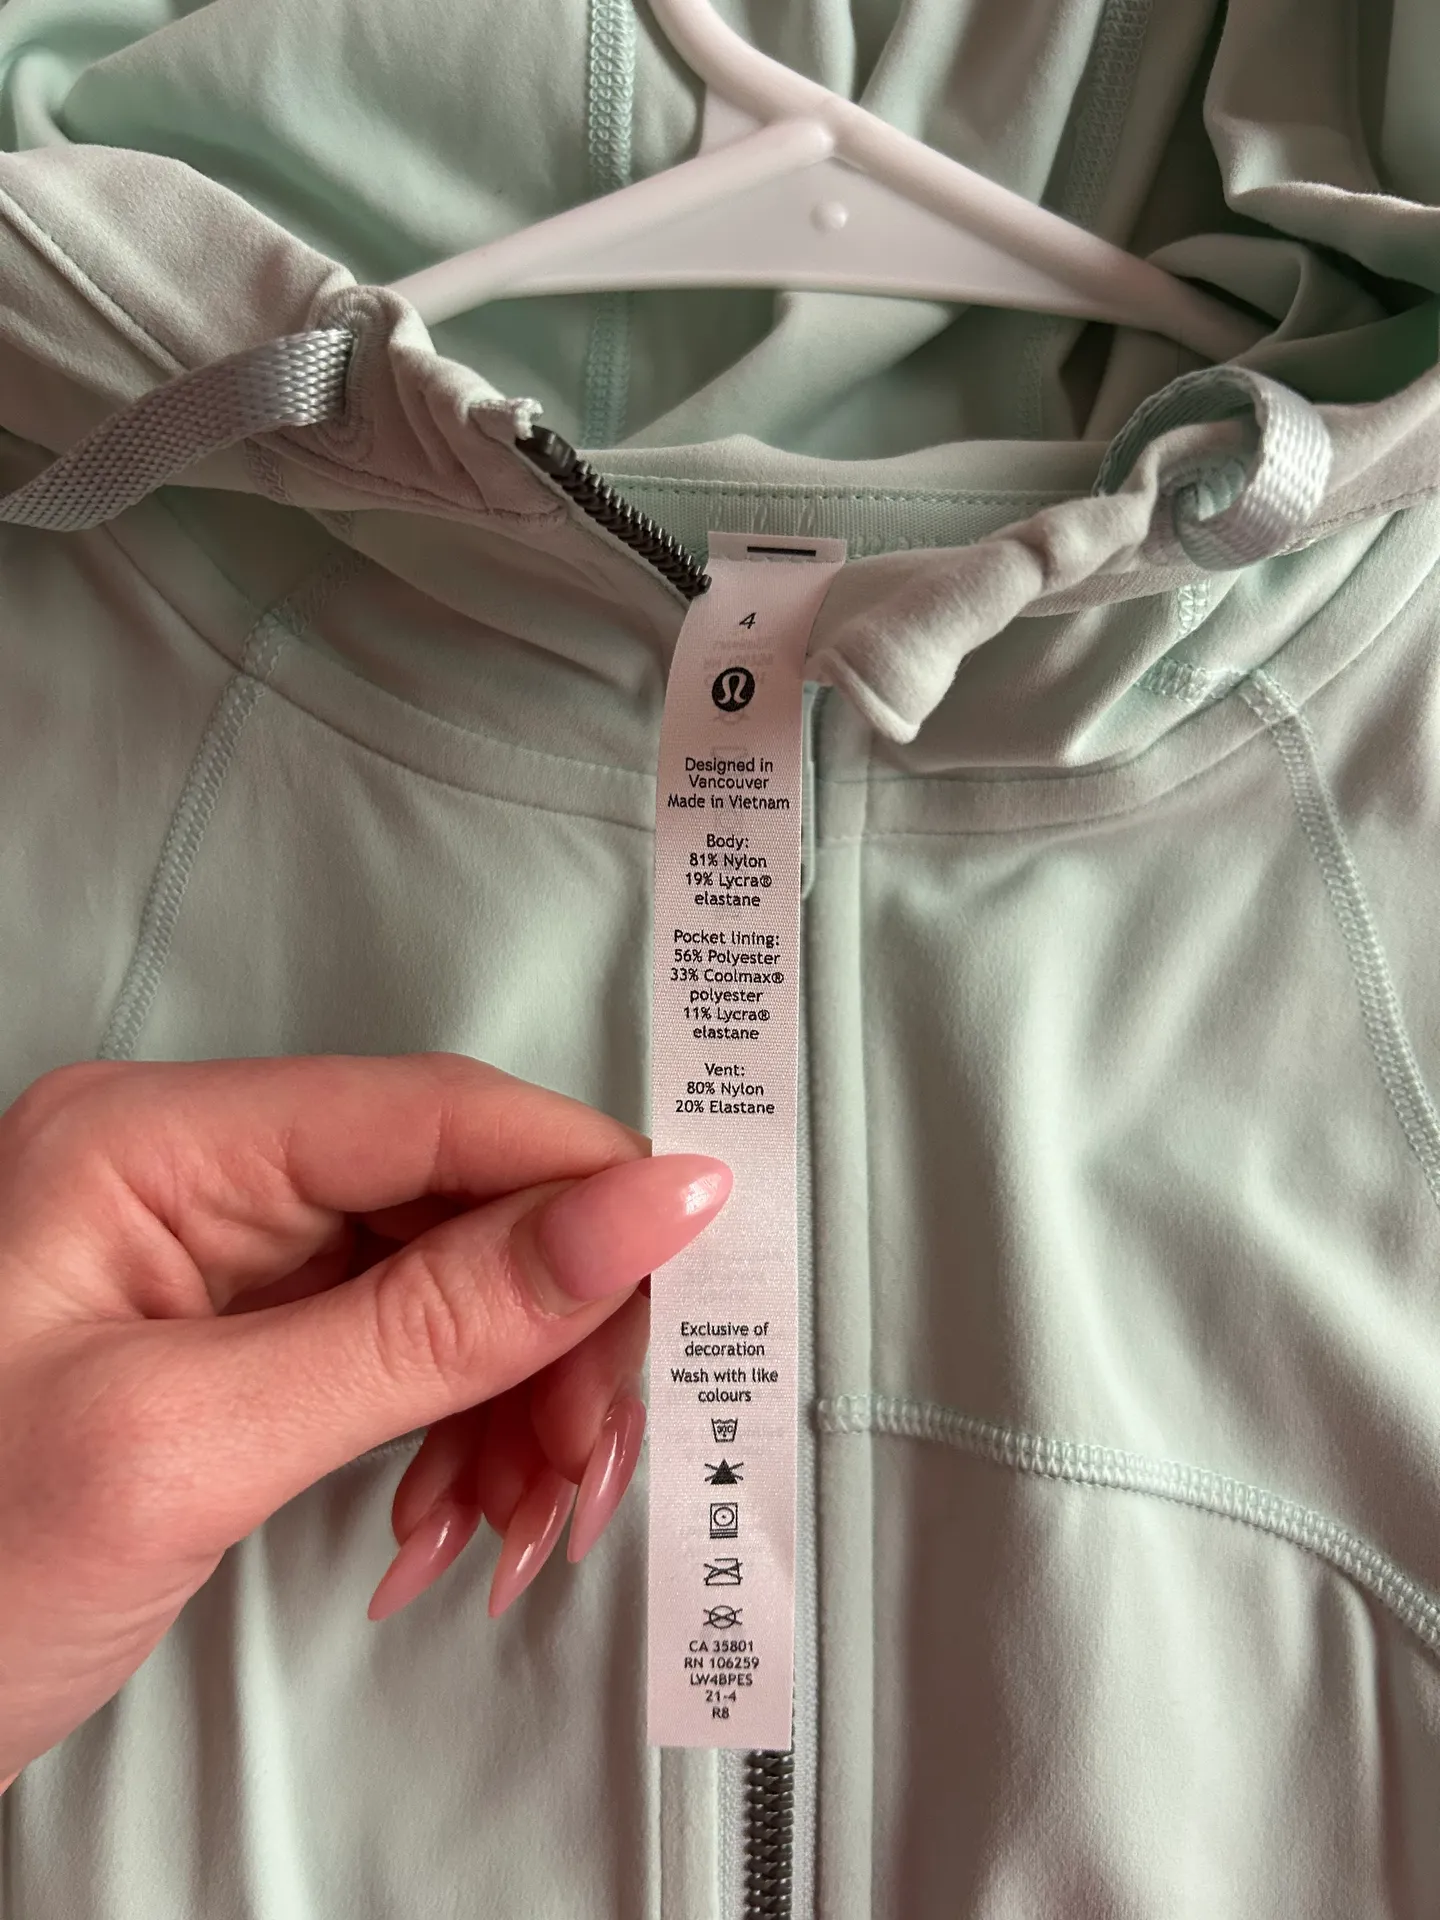 4
Designed in
Vancouver
Made in Vietnam
Body:
81% Nylon
19% Lycra®
elastane
Pocket lining:
56% Polyester
33% Coolmax®
polyester
11% Lycra®
elastane
Vent:
80% Nylon
20% Elastane
Exclusive of
decoration
Wash with like
colours
30C
CA 35801
RN 106259
LW4BPES
21-4
R8